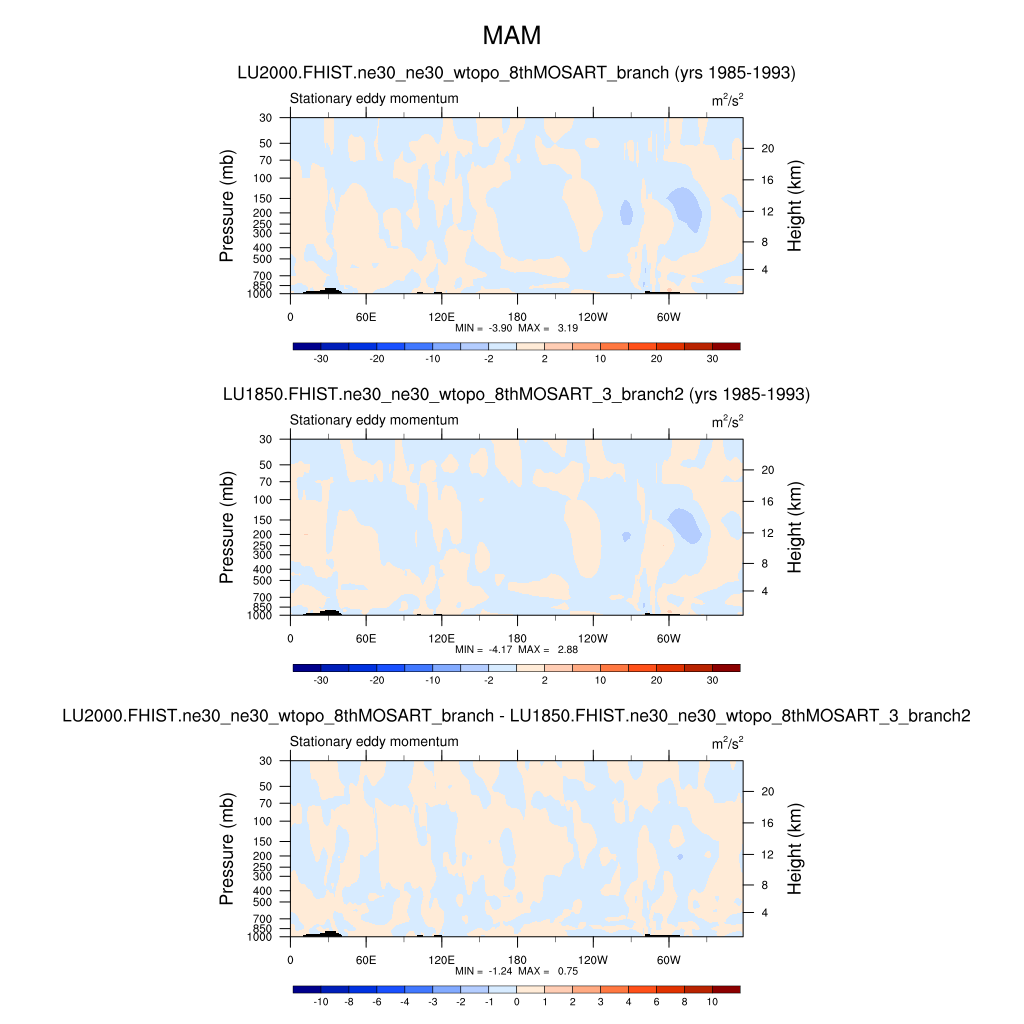 MAM
LU2000.FHIST.ne30_ne30_wtopo_8thMOSART_branch (yrs 1985-1993)
Stationary eddy momentum m²/s²
Pressure (mb)
30
50
70
100
150
200
250
300
400
500
700
850
1000
20
16
12
8
4
Height (km)
0 60E 120E 180 120W 60W
MIN = -3.90 MAX = 3.19
-30 -20 -10 -2 2 10 20 30
LU1850.FHIST.ne30_ne30_wtopo_8thMOSART_3_branch2 (yrs 1985-1993)
Stationary eddy momentum m²/s²
Pressure (mb)
30
50
70
100
150
200
250
300
400
500
700
850
1000
20
16
12
8
4
Height (km)
0 60E 120E 180 120W 60W
MIN = -4.17 MAX = 2.88
-30 -20 -10 -2 2 10 20 30
LU2000.FHIST.ne30_ne30_wtopo_8thMOSART_branch - LU1850.FHIST.ne30_ne30_wtopo_8thMOSART_3_branch2
Stationary eddy momentum m²/s²
Pressure (mb)
30
50
70
100
150
200
250
300
400
500
700
850
1000
20
16
12
8
4
Height (km)
0 60E 120E 180 120W 60W
MIN = -1.24 MAX = 0.75
-10 -8 -6 -4 -3 -2 -1 0 1 2 3 4 6 8 10